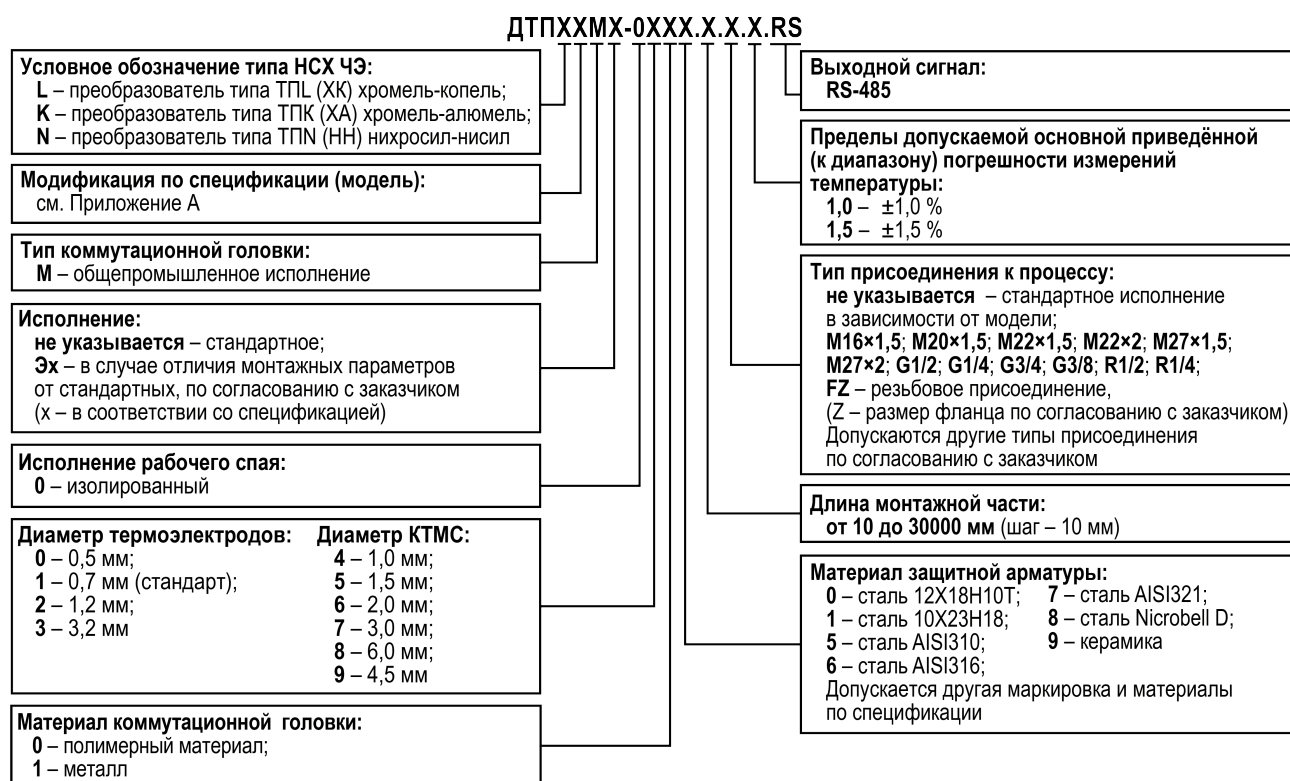 ДТПХХМХ-0ХХХ.Х.Х.Х.RS
Условное обозначение типа НСХ ЧЭ:
L – преобразователь типа ТПL (ХК) хромель-копель;
K – преобразователь типа ТПК (ХА) хромель-алюмель;
N – преобразователь типа ТПN (НН) нихросил-нисил
Модификация по спецификации (модель):
см. Приложение А
Тип коммутационной головки:
М – общепромышленное исполнение
Исполнение:
не указывается – стандартное;
Эх – в случае отличия монтажных параметров
от стандартных, по согласованию с заказчиком
(х – в соответствии со спецификацией)
Исполнение рабочего спая:
0 – изолированный
Диаметр термоэлектродов:
0 – 0,5 мм;
1 – 0,7 мм (стандарт);
2 – 1,2 мм;
3 – 3,2 мм
Диаметр КТМС:
4 – 1,0 мм;
5 – 1,5 мм;
6 – 2,0 мм;
7 – 3,0 мм;
8 – 6,0 мм;
9 – 4,5 мм
Материал коммутационной головки:
0 – полимерный материал;
1 – металл
Выходной сигнал:
RS-485
Пределы допускаемой основной приведённой
(к диапазону) погрешности измерений
температуры:
1,0 – ±1,0 %
1,5 – ±1,5 %
Тип присоединения к процессу:
не указывается – стандартное исполнение
в зависимости от модели;
М16×1,5; М20×1,5; М22×1,5; М22×2; М27×1,5;
М27×2; G1/2; G1/4; G3/4; G3/8; R1/2; R1/4;
FZ – резьбовое присоединение,
(Z – размер фланца по согласованию с заказчиком)
Допускаются другие типы присоединения
по согласованию с заказчиком
Длина монтажной части:
от 10 до 30000 мм (шаг – 10 мм)
Материал защитной арматуры:
0 – сталь 12Х18Н10Т;
1 – сталь 10Х23Н18;
5 – сталь AISI310;
6 – сталь AISI316;
7 – сталь AISI321;
8 – сталь Nicrobell D;
9 – керамика
Допускается другая маркировка и материалы
по спецификации